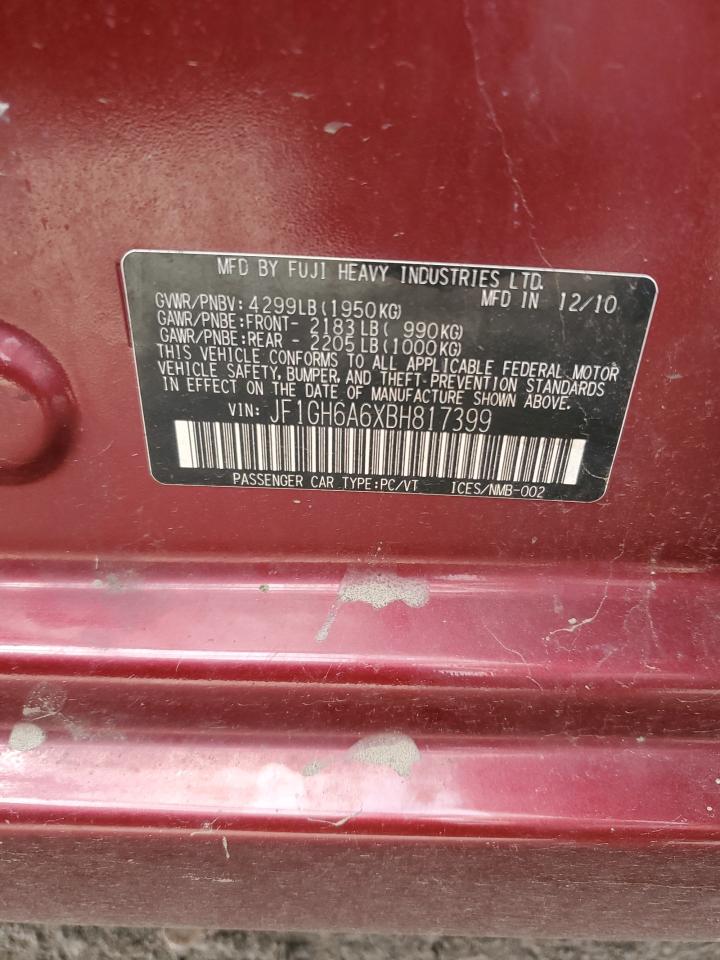 MFD BY FUJI HEAVY INDUSTRIES LTD.
MFD IN 12/10
GVWR/PNBV: 4299LB(1950KG)
GAWR/PNBE:FRONT- 2183LB( 990KG)
GAWR/PNBE:REAR - 2205LB(1000KG)
THIS VEHICLE CONFORMS TO ALL APPLICABLE FEDERAL MOTOR
VEHICLE SAFETY, BUMPER, AND THEFT PREVENTION STANDARDS
IN EFFECT ON THE DATE OF MANUFACTURE SHOWN ABOVE.
VIN: JF1GH6A6XBH817399
PASSENGER CAR TYPE:PC/VT ICES/NMB-002